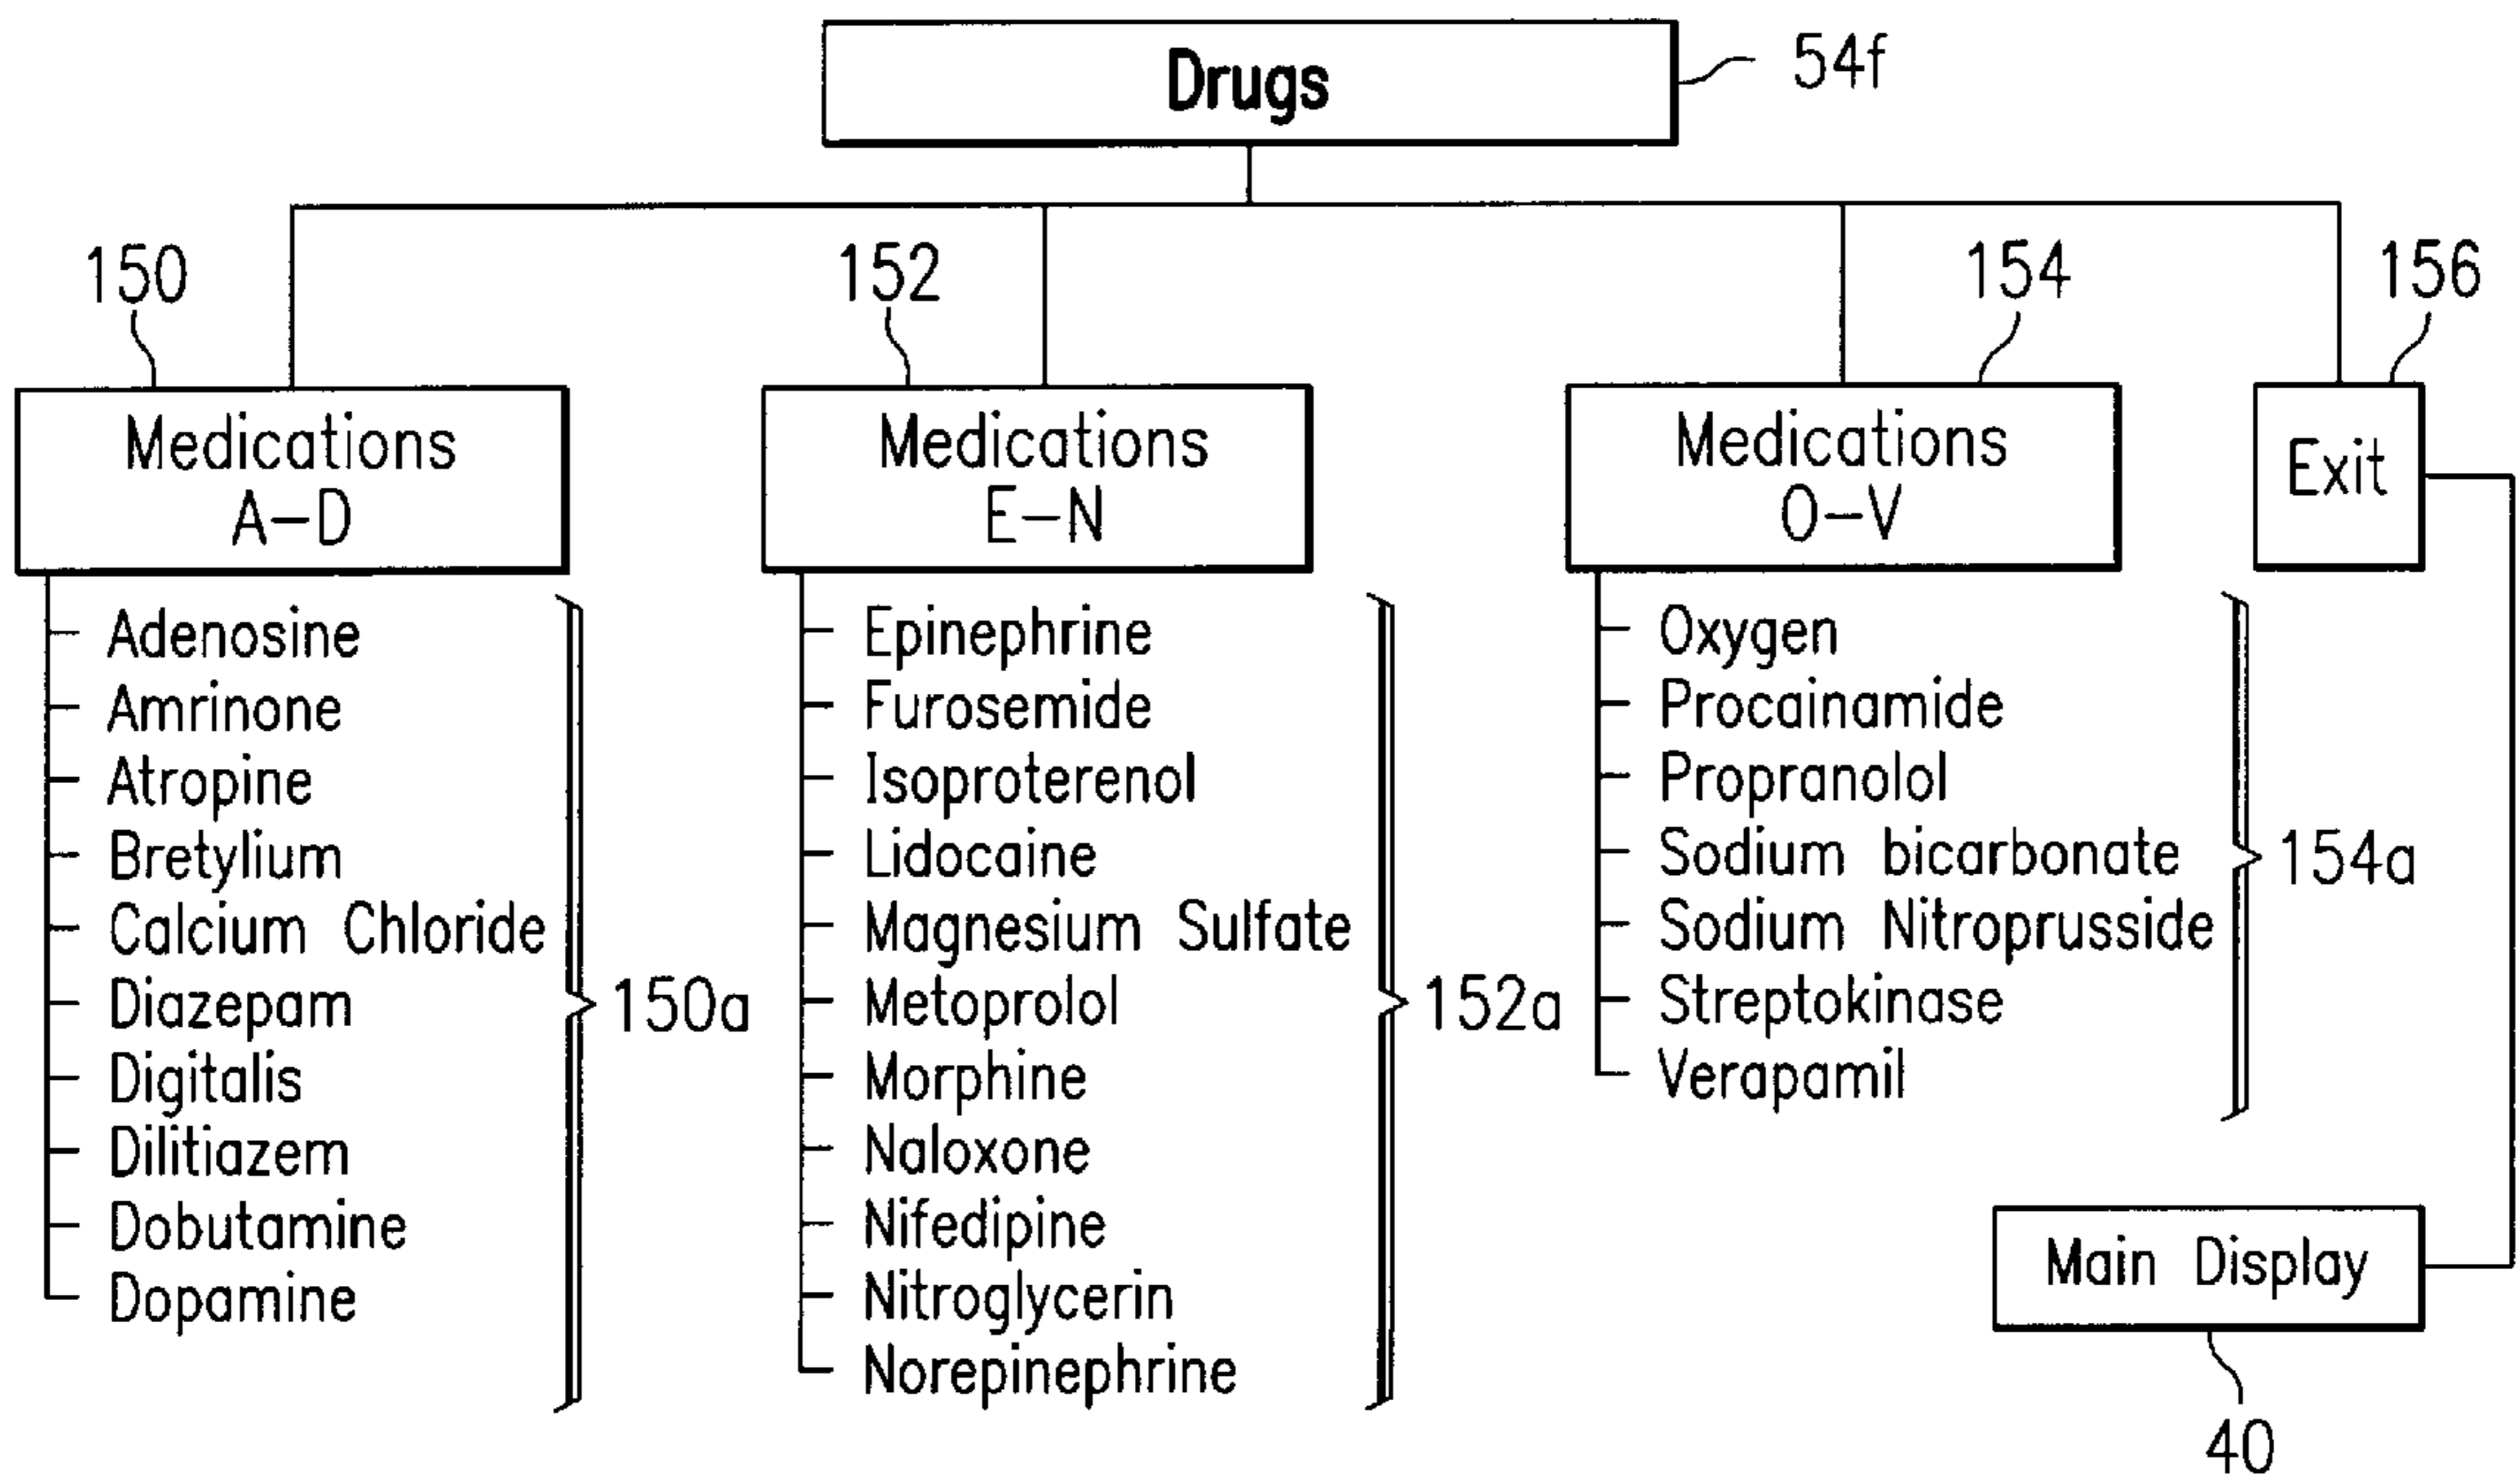 Drugs
54f
150
152
154
156
Medications
A–D
Medications
E–N
Medications
O–V
Exit
Adenosine
Amrinone
Atropine
Bretylium
Calcium Chloride
Diazepam
Digitalis
Dilitiazem
Dobutamine
Dopamine
150a
Epinephrine
Furosemide
Isoproterenol
Lidocaine
Magnesium Sulfate
Metoprolol
Morphine
Naloxone
Nifedipine
Nitroglycerin
Norepinephrine
152a
Oxygen
Procainamide
Propranolol
Sodium bicarbonate
Sodium Nitroprusside
Streptokinase
Verapamil
154a
Main Display
40